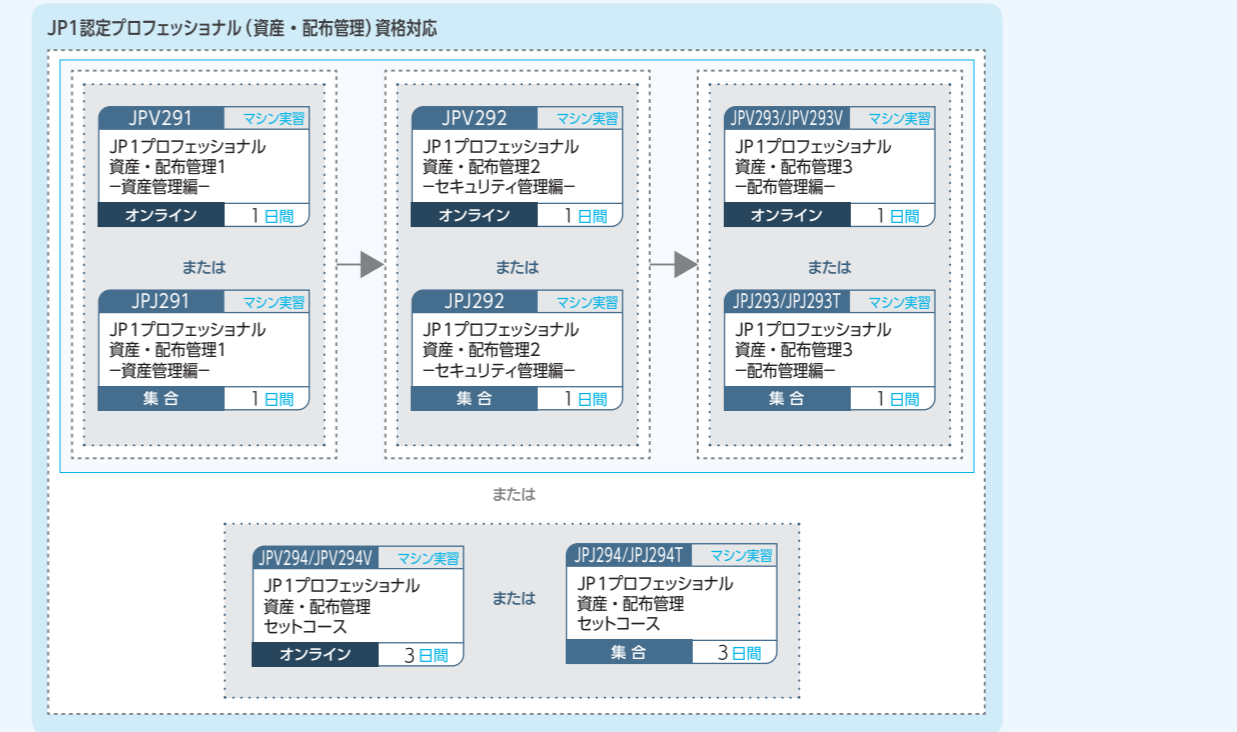 JP1認定プロフェッショナル（資産・配布管理）資格対応
JPV291 マシン実習
JP1プロフェッショナル
資産・配布管理1
－資産管理編－
オンライン 1日間
または
JPJ291 マシン実習
JP1プロフェッショナル
資産・配布管理1
－資産管理編－
集合 1日間
JPV292 マシン実習
JP1プロフェッショナル
資産・配布管理2
－セキュリティ管理編－
オンライン 1日間
または
JPJ292 マシン実習
JP1プロフェッショナル
資産・配布管理2
－セキュリティ管理編－
集合 1日間
JPV293/JPV293V マシン実習
JP1プロフェッショナル
資産・配布管理3
－配布管理編－
オンライン 1日間
または
JPJ293/JPJ293T マシン実習
JP1プロフェッショナル
資産・配布管理3
－配布管理編－
集合 1日間
または
JPV294/JPV294V マシン実習
JP1プロフェッショナル
資産・配布管理
セットコース
オンライン 3日間
または
JPJ294/JPJ294T マシン実習
JP1プロフェッショナル
資産・配布管理
セットコース
集合 3日間